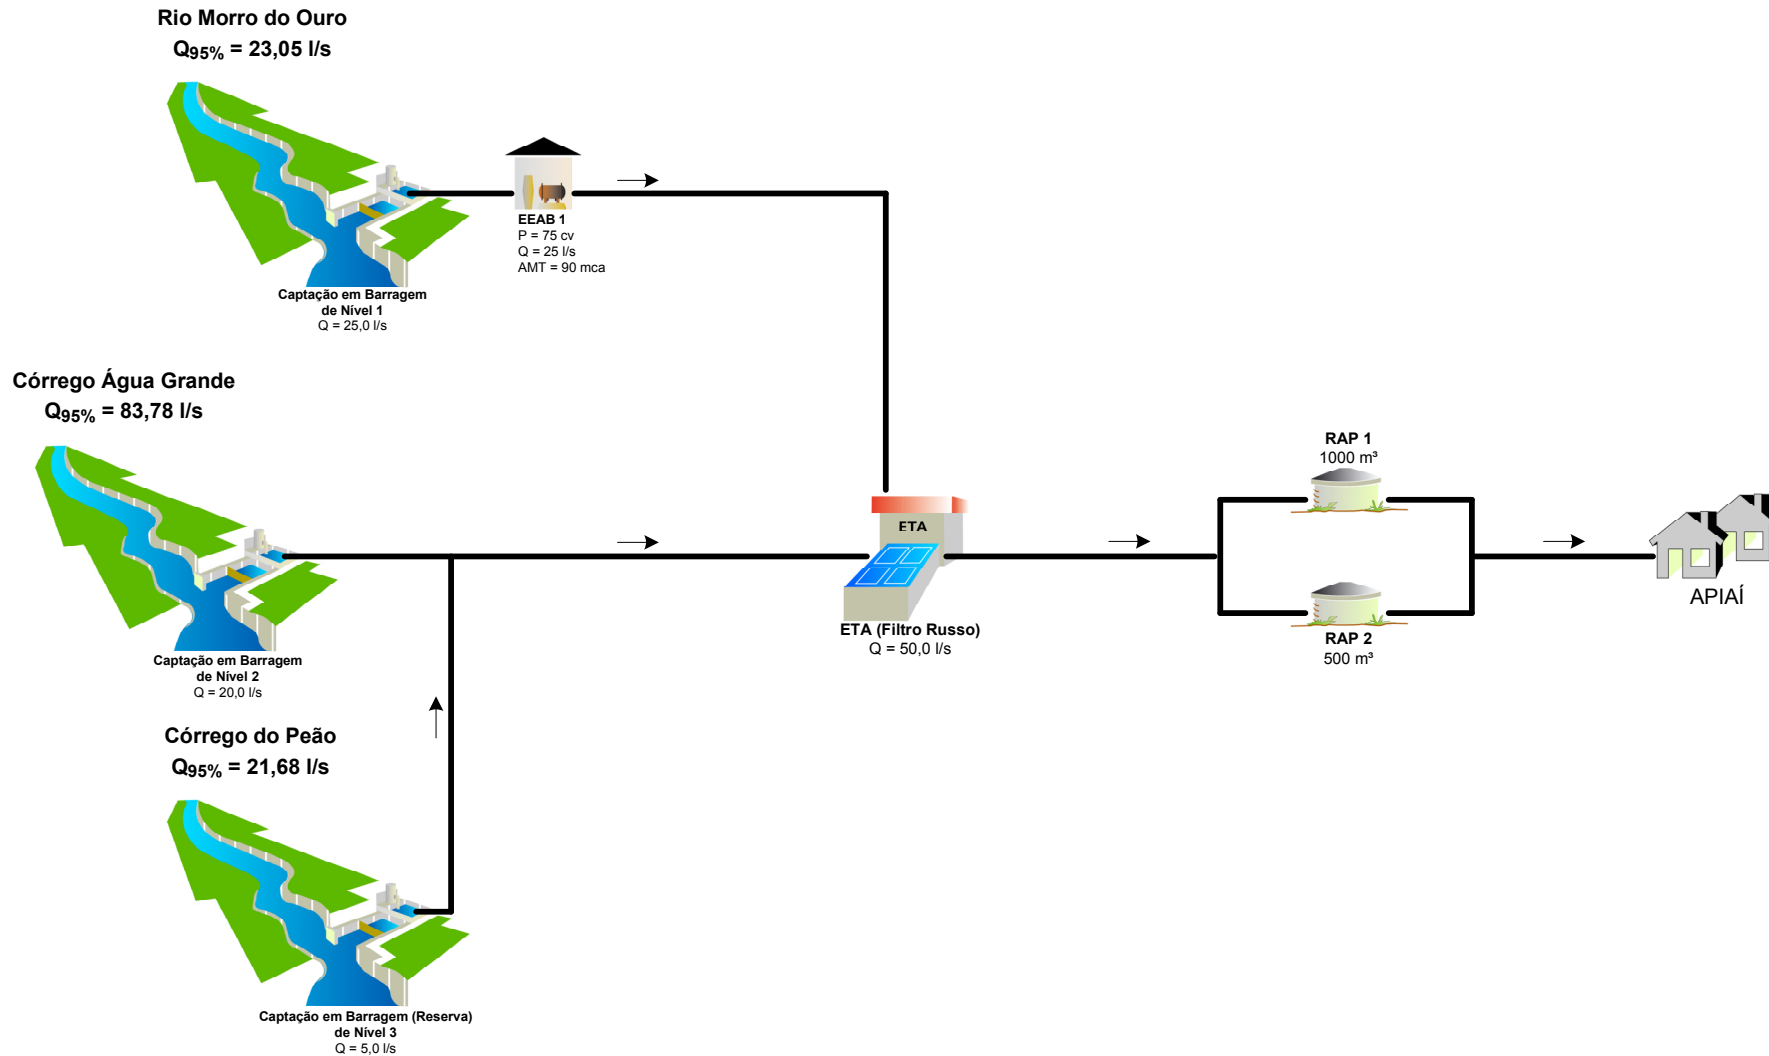 Rio Morro do Ouro
Q95% = 23,05 l/s
EEAB 1
P = 75 cv
Q = 25 l/s
AMT = 90 mca
Captação em Barragem
de Nível 1
Q = 25,0 l/s
Córrego Água Grande
Q95% = 83,78 l/s
Captação em Barragem
de Nível 2
Q = 20,0 l/s
Córrego do Peão
Q95% = 21,68 l/s
Captação em Barragem (Reserva)
de Nível 3
Q = 5,0 l/s
ETA
ETA (Filtro Russo)
Q = 50,0 l/s
RAP 1
1000 m³
RAP 2
500 m³
APIAÍ